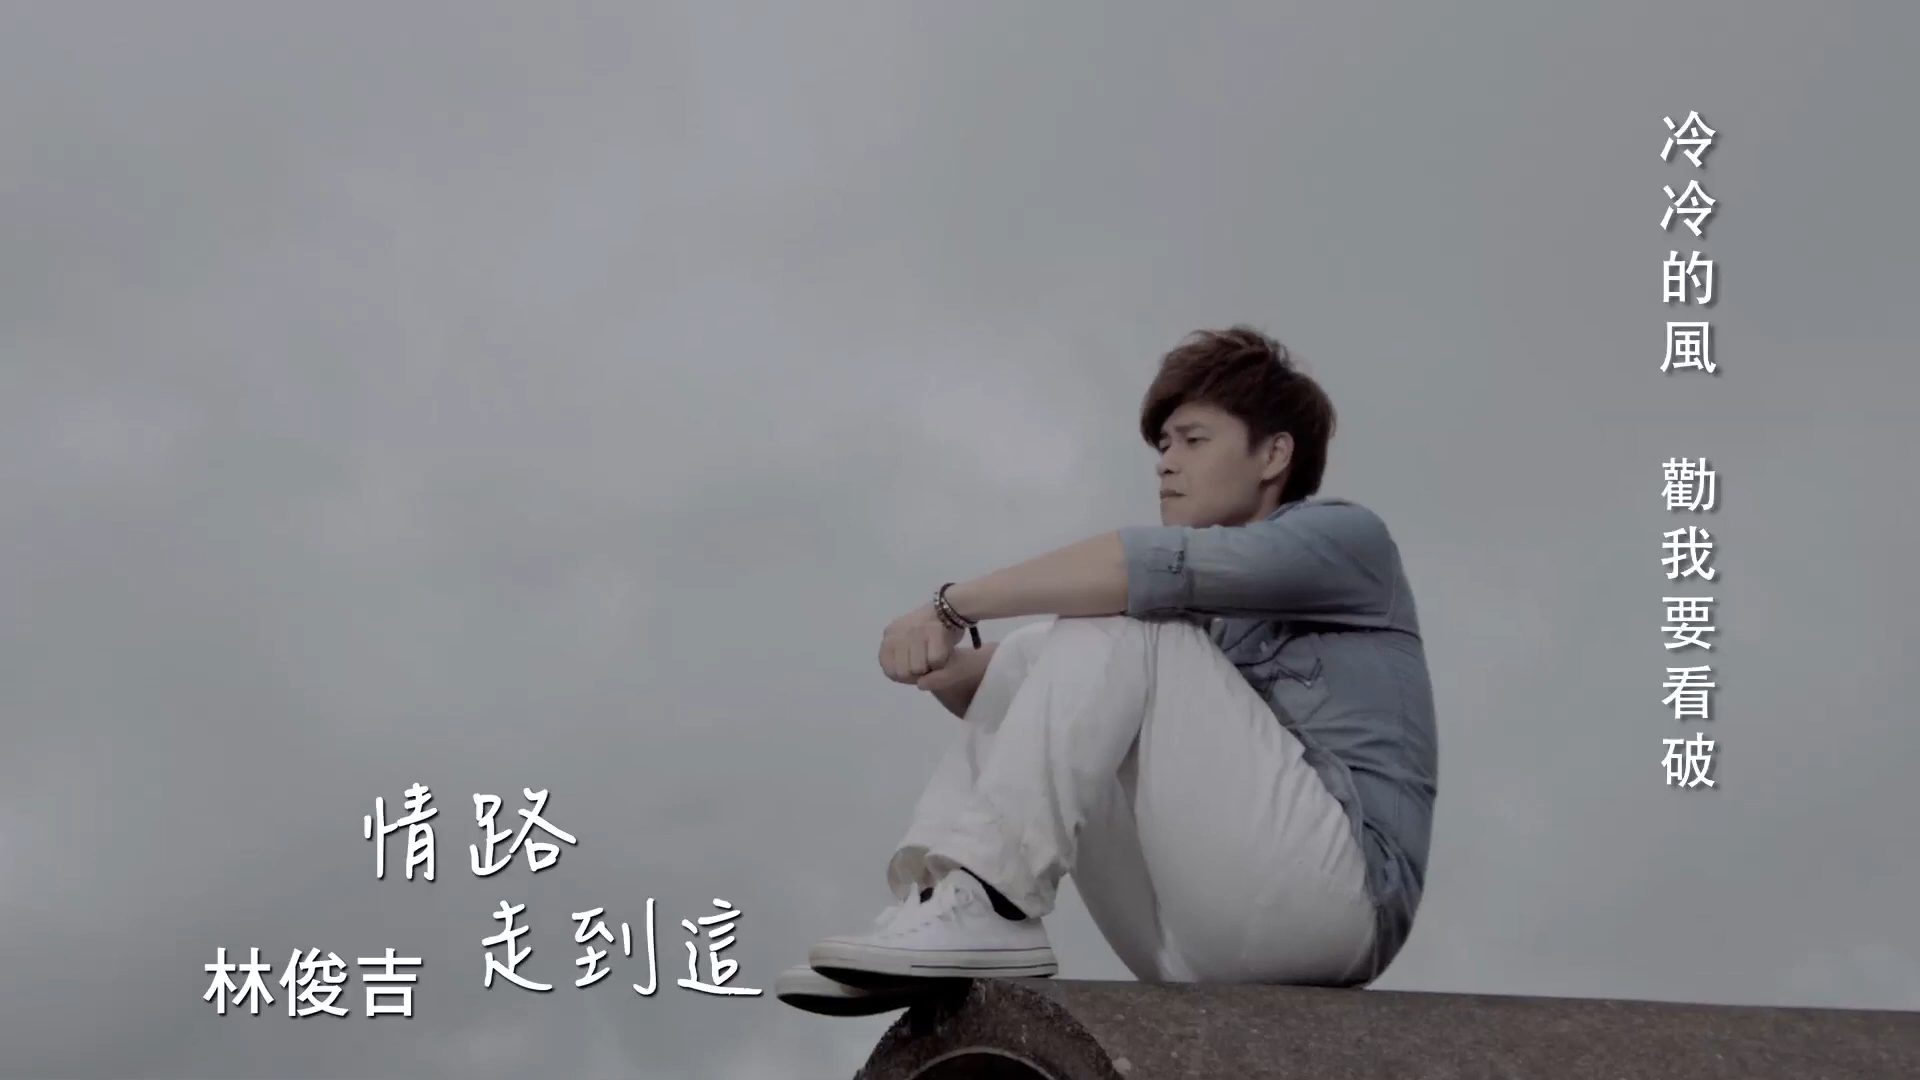 冷冷的風　勸我要看破
情路
走到這
林俊吉